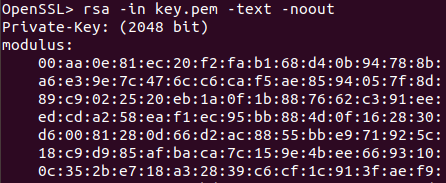 OpenSSL> rsa -in key.pem -text -noout
Private-Key: (2048 bit)
modulus:
00:aa:0e:81:ec:20:f2:fa:b1:68:d4:0b:94:78:8b:
a6:e3:9e:7c:47:6c:c6:ca:f5:ae:85:94:05:7f:8d:
89:c9:02:25:20:eb:1a:0f:1b:88:76:62:c3:91:ee:
ed:cd:a2:58:ea:f1:ec:95:bb:88:4d:0f:16:28:30:
d6:00:81:28:0d:66:d2:ac:88:55:bb:e9:71:92:5c:
18:c9:d9:85:af:ba:ca:7c:15:9e:4b:ee:66:93:10:
0c:35:2b:e7:18:a3:28:39:c6:cf:1c:91:3f:ae:f9: